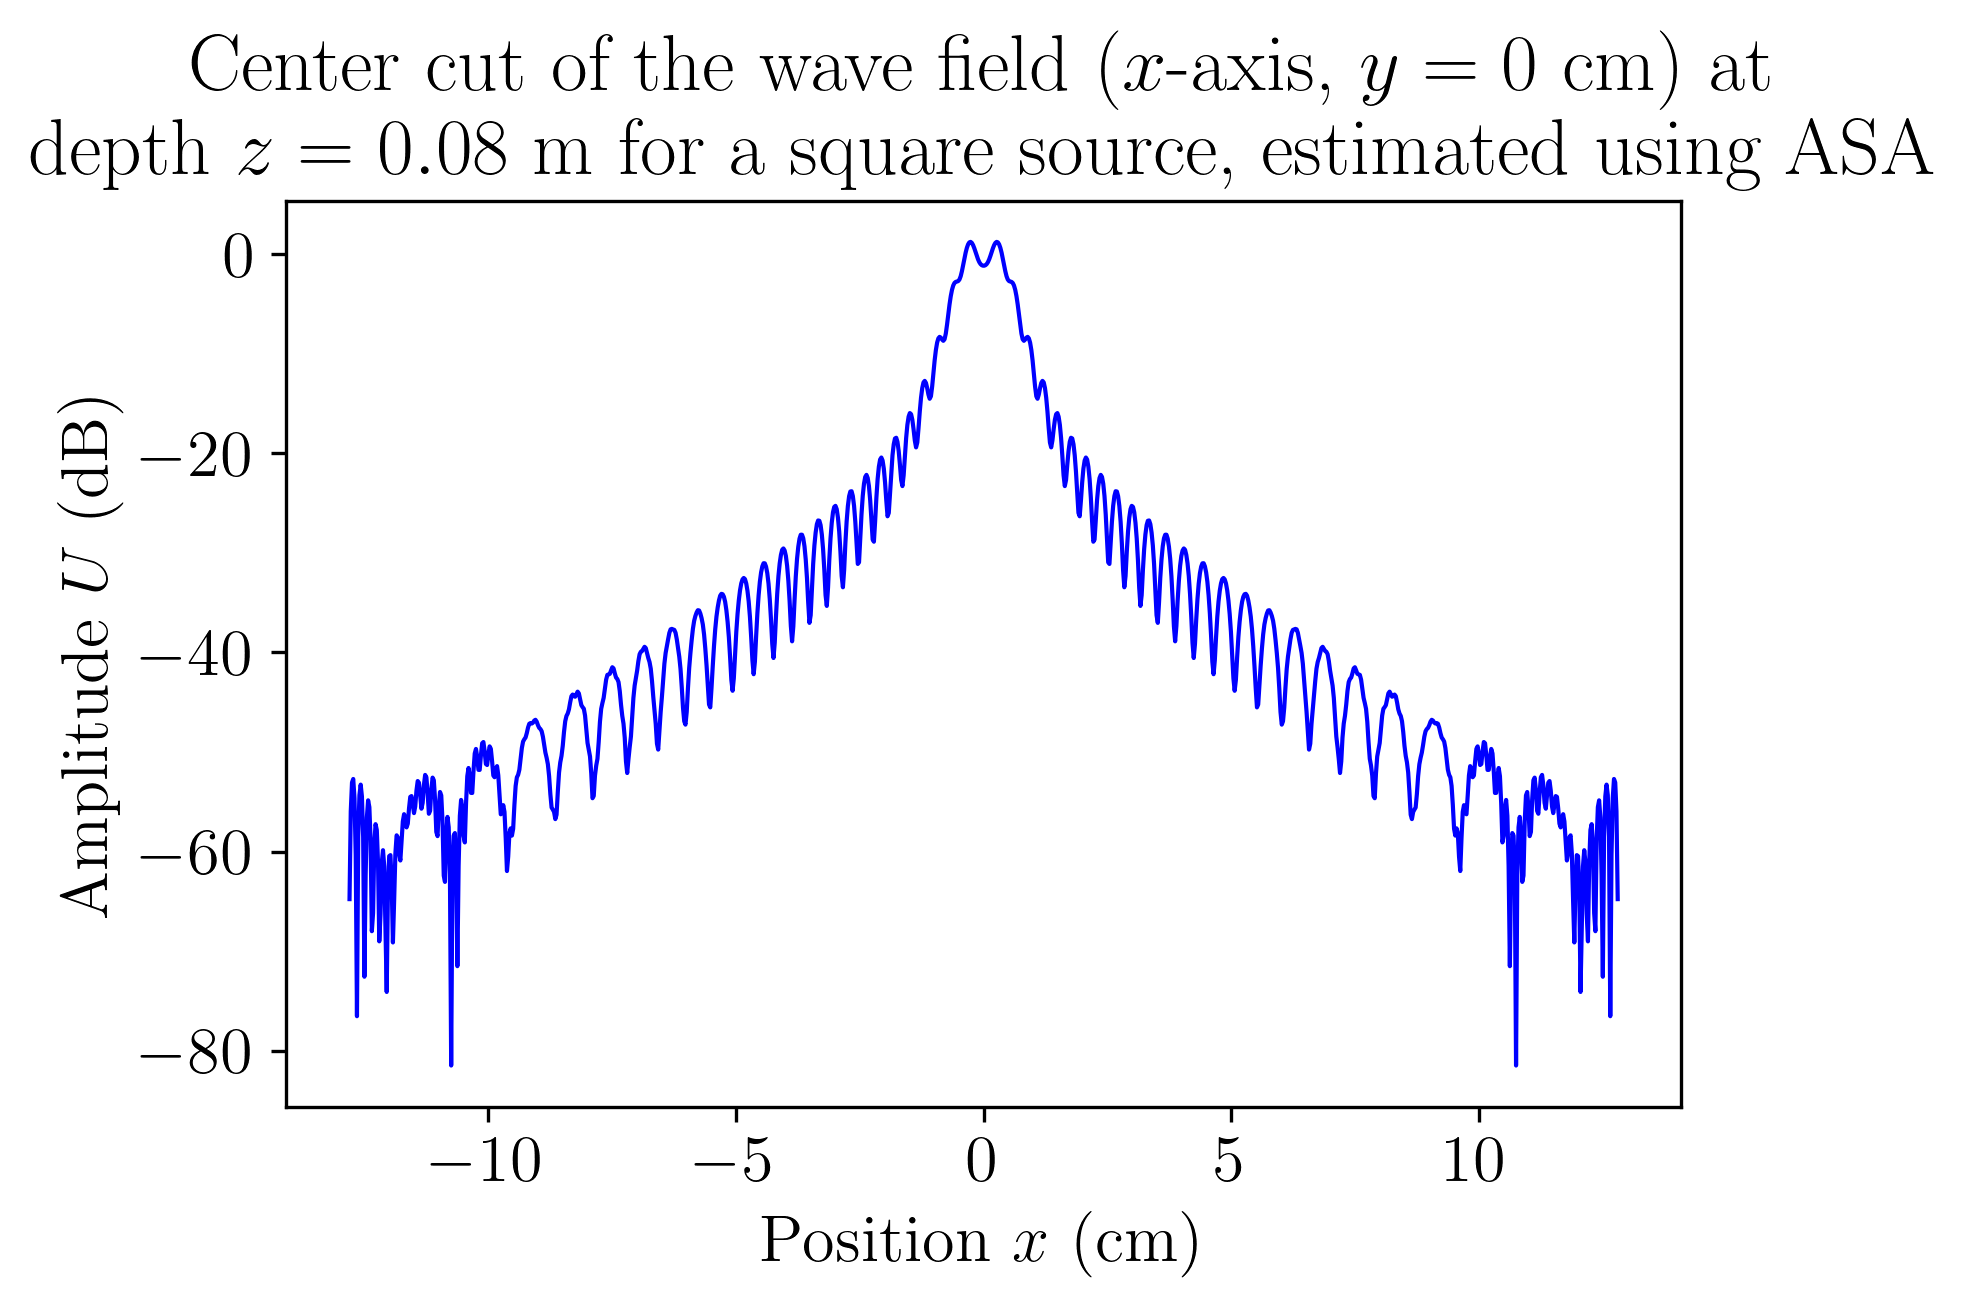 Center cut of the wave field (x-axis, y = 0 cm) at
depth z = 0.08 m for a square source, estimated using ASA
Amplitude U (dB)
0
−20
−40
−60
−80
−10
−5
0
5
10
Position x (cm)